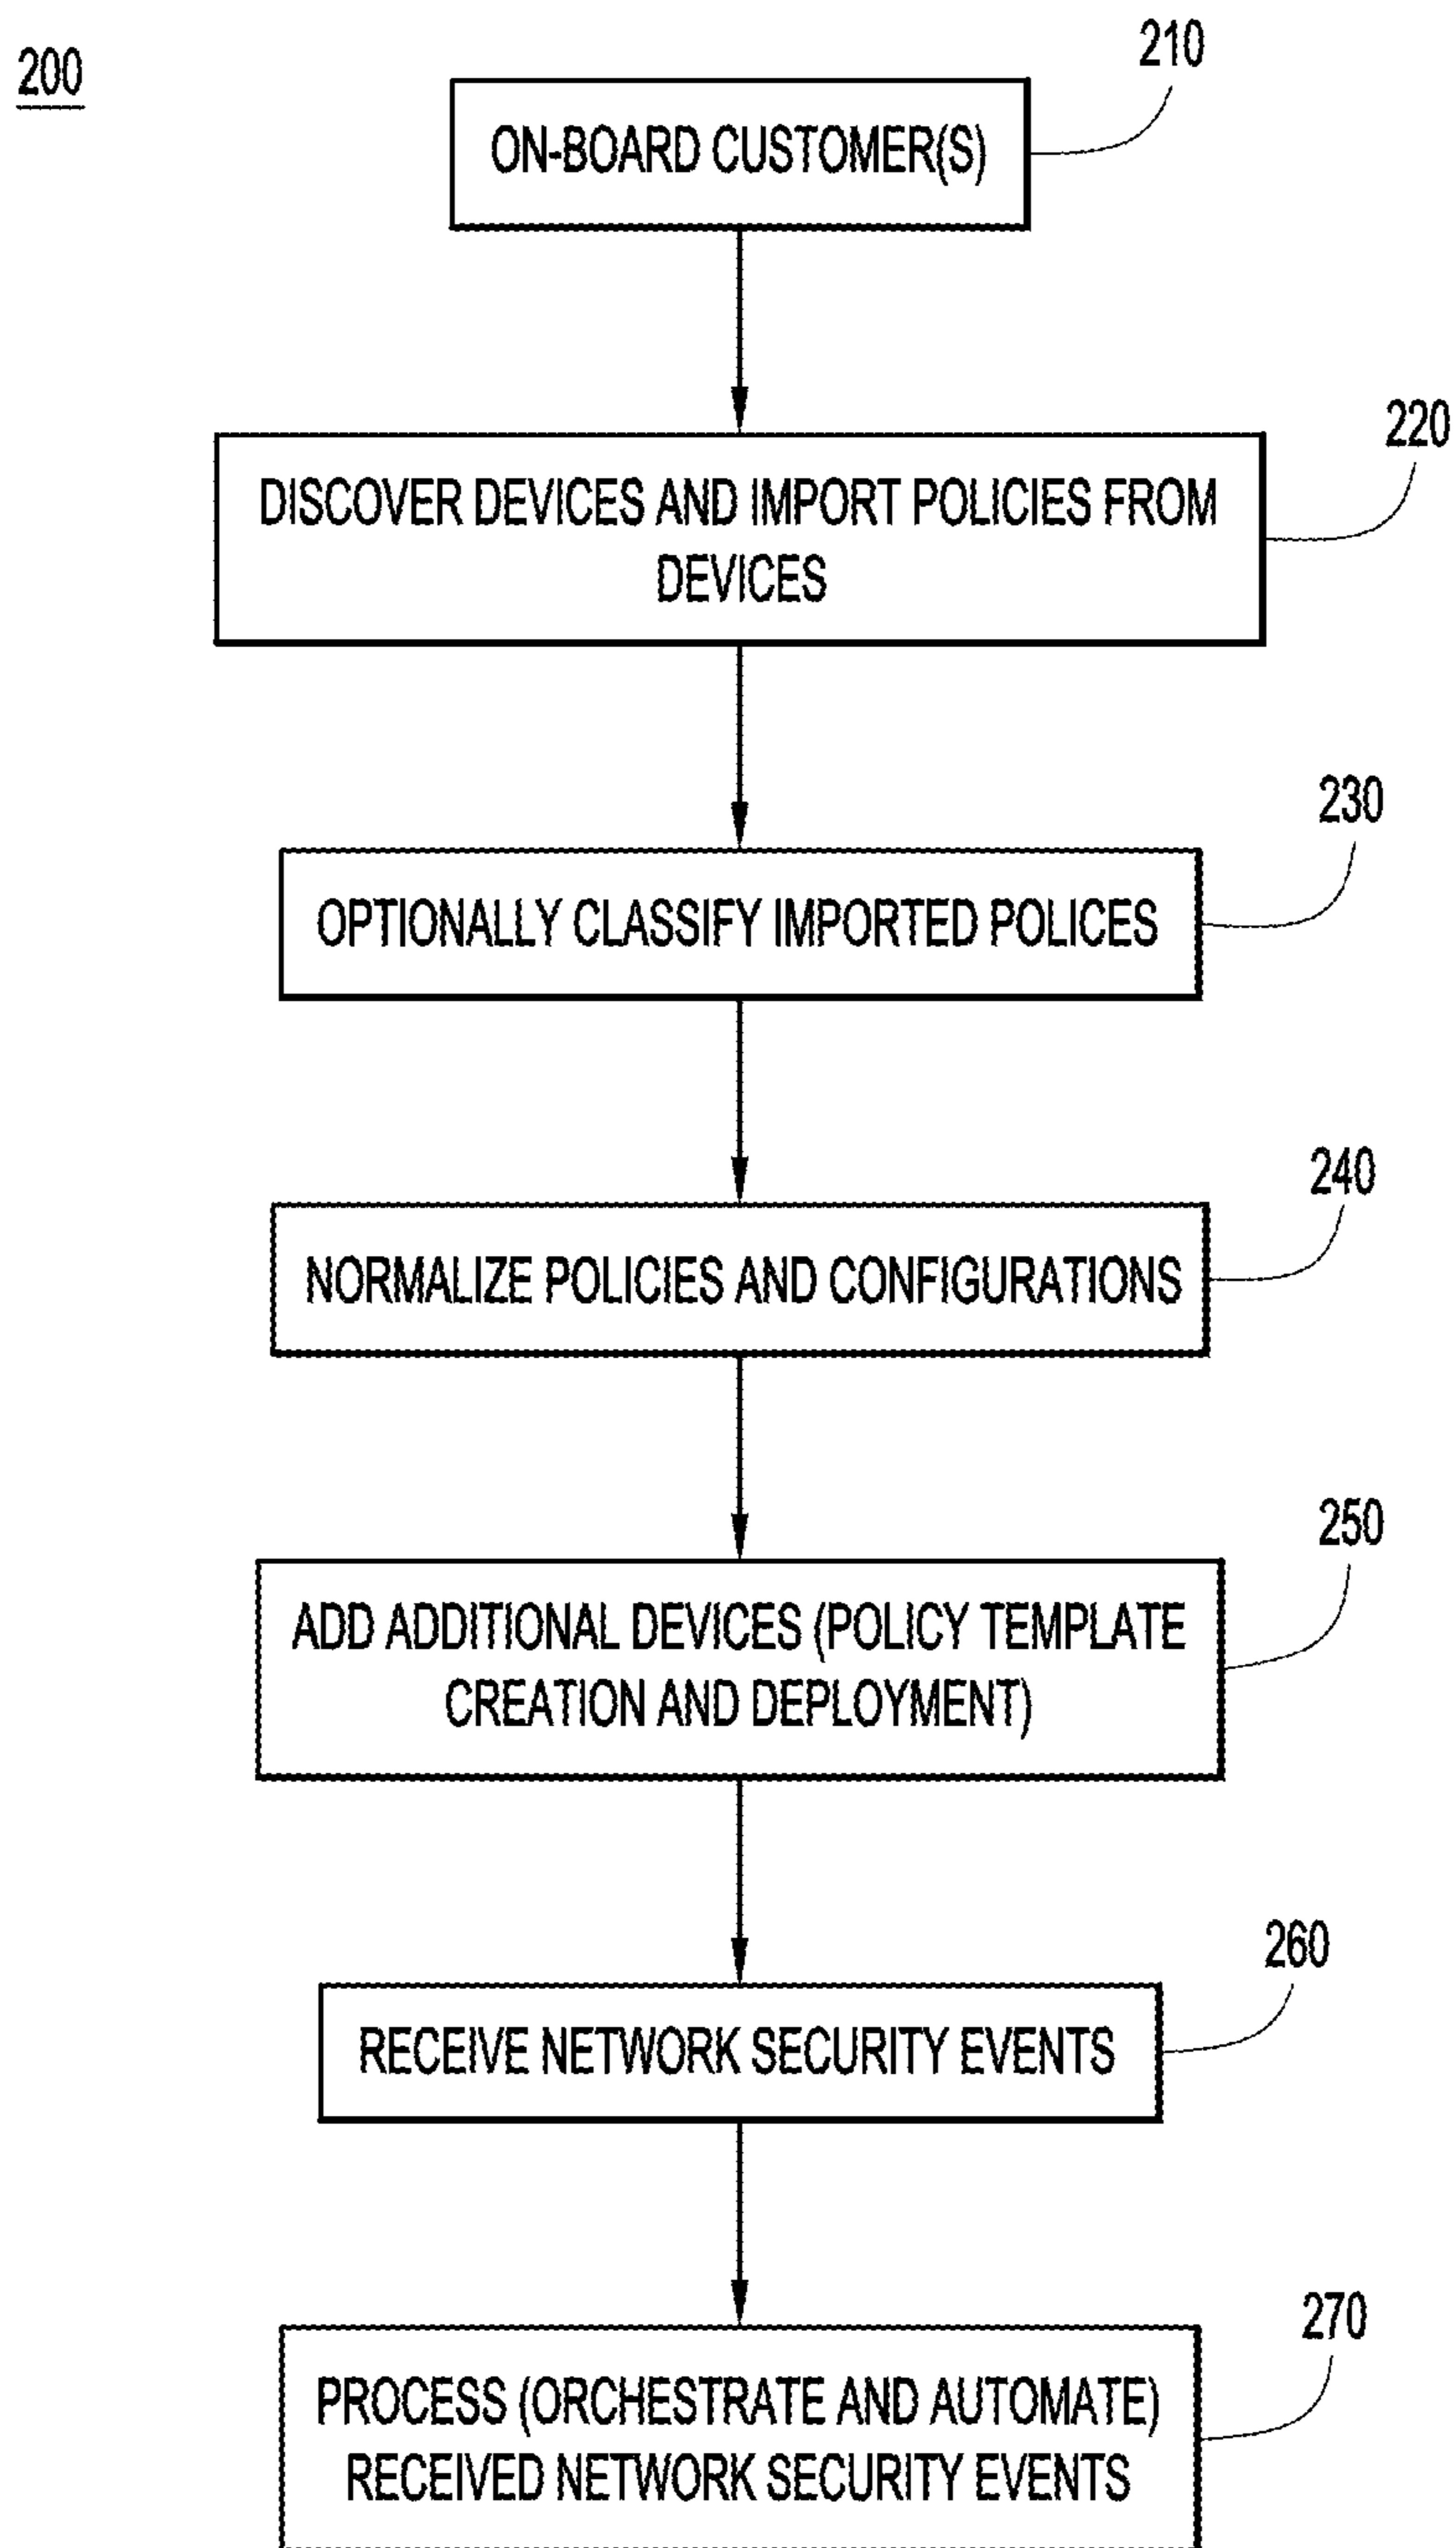 200
210
ON-BOARD CUSTOMER(S)
220
DISCOVER DEVICES AND IMPORT POLICIES FROM
DEVICES
230
OPTIONALLY CLASSIFY IMPORTED POLICES
240
NORMALIZE POLICIES AND CONFIGURATIONS
250
ADD ADDITIONAL DEVICES (POLICY TEMPLATE
CREATION AND DEPLOYMENT)
260
RECEIVE NETWORK SECURITY EVENTS
270
PROCESS (ORCHESTRATE AND AUTOMATE)
RECEIVED NETWORK SECURITY EVENTS